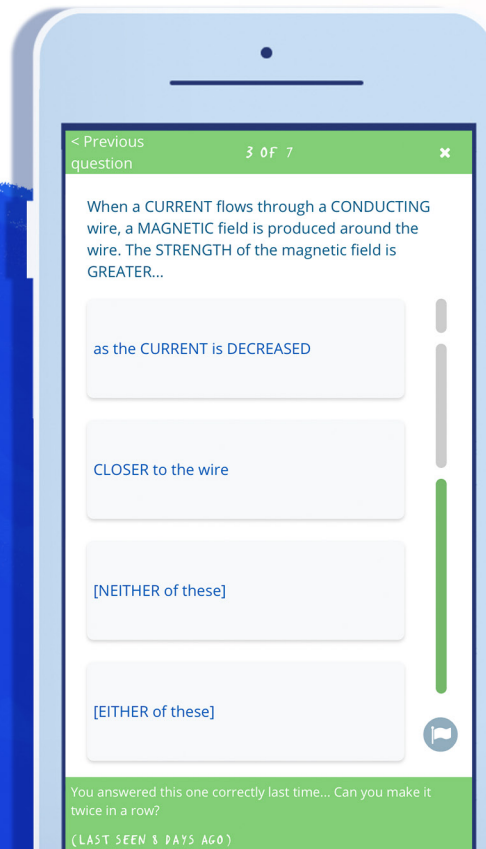 < Previous
question
3 OF 7
×
When a CURRENT flows through a CONDUCTING
wire, a MAGNETIC field is produced around the
wire. The STRENGTH of the magnetic field is
GREATER...
as the CURRENT is DECREASED
CLOSER to the wire
[NEITHER of these]
[EITHER of these]
You answered this one correctly last time... Can you make it
twice in a row?
(LAST SEEN 8 DAYS AGO)